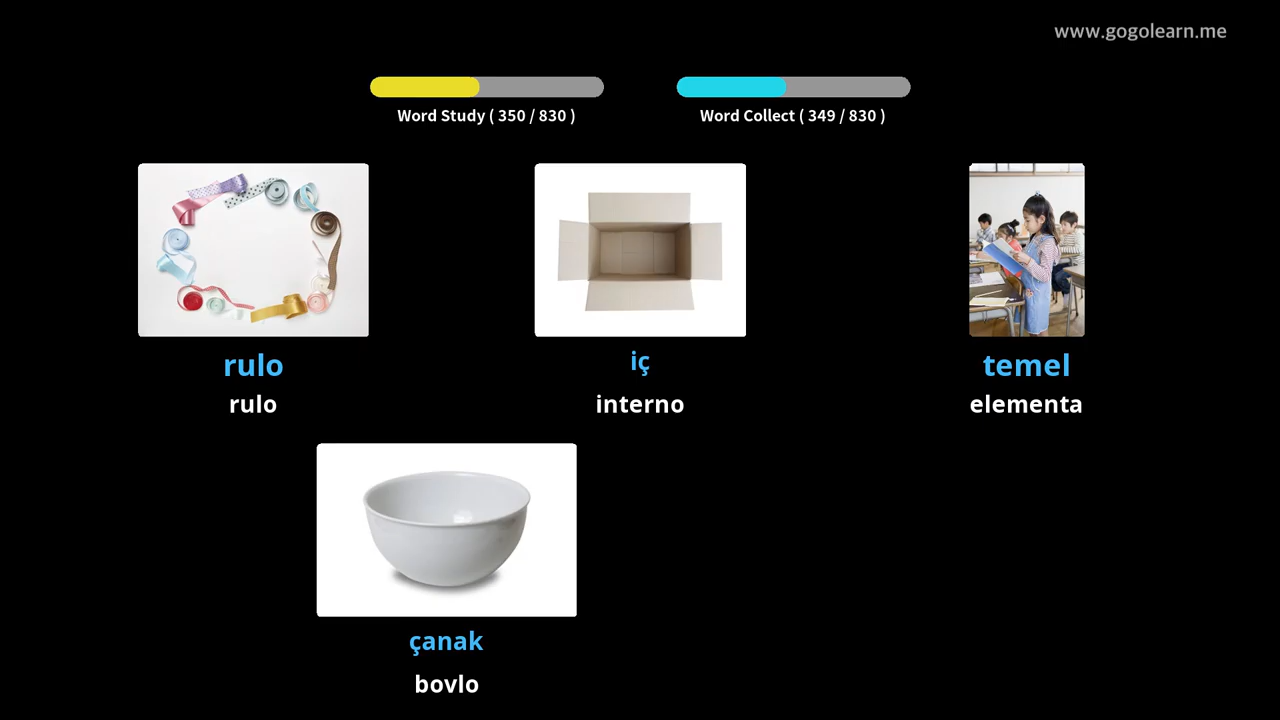 www.gogolearn.me
Word Study ( 350 / 830 )
Word Collect ( 349 / 830 )
rulo
rulo
iç
interno
temel
elementa
çanak
bovlo